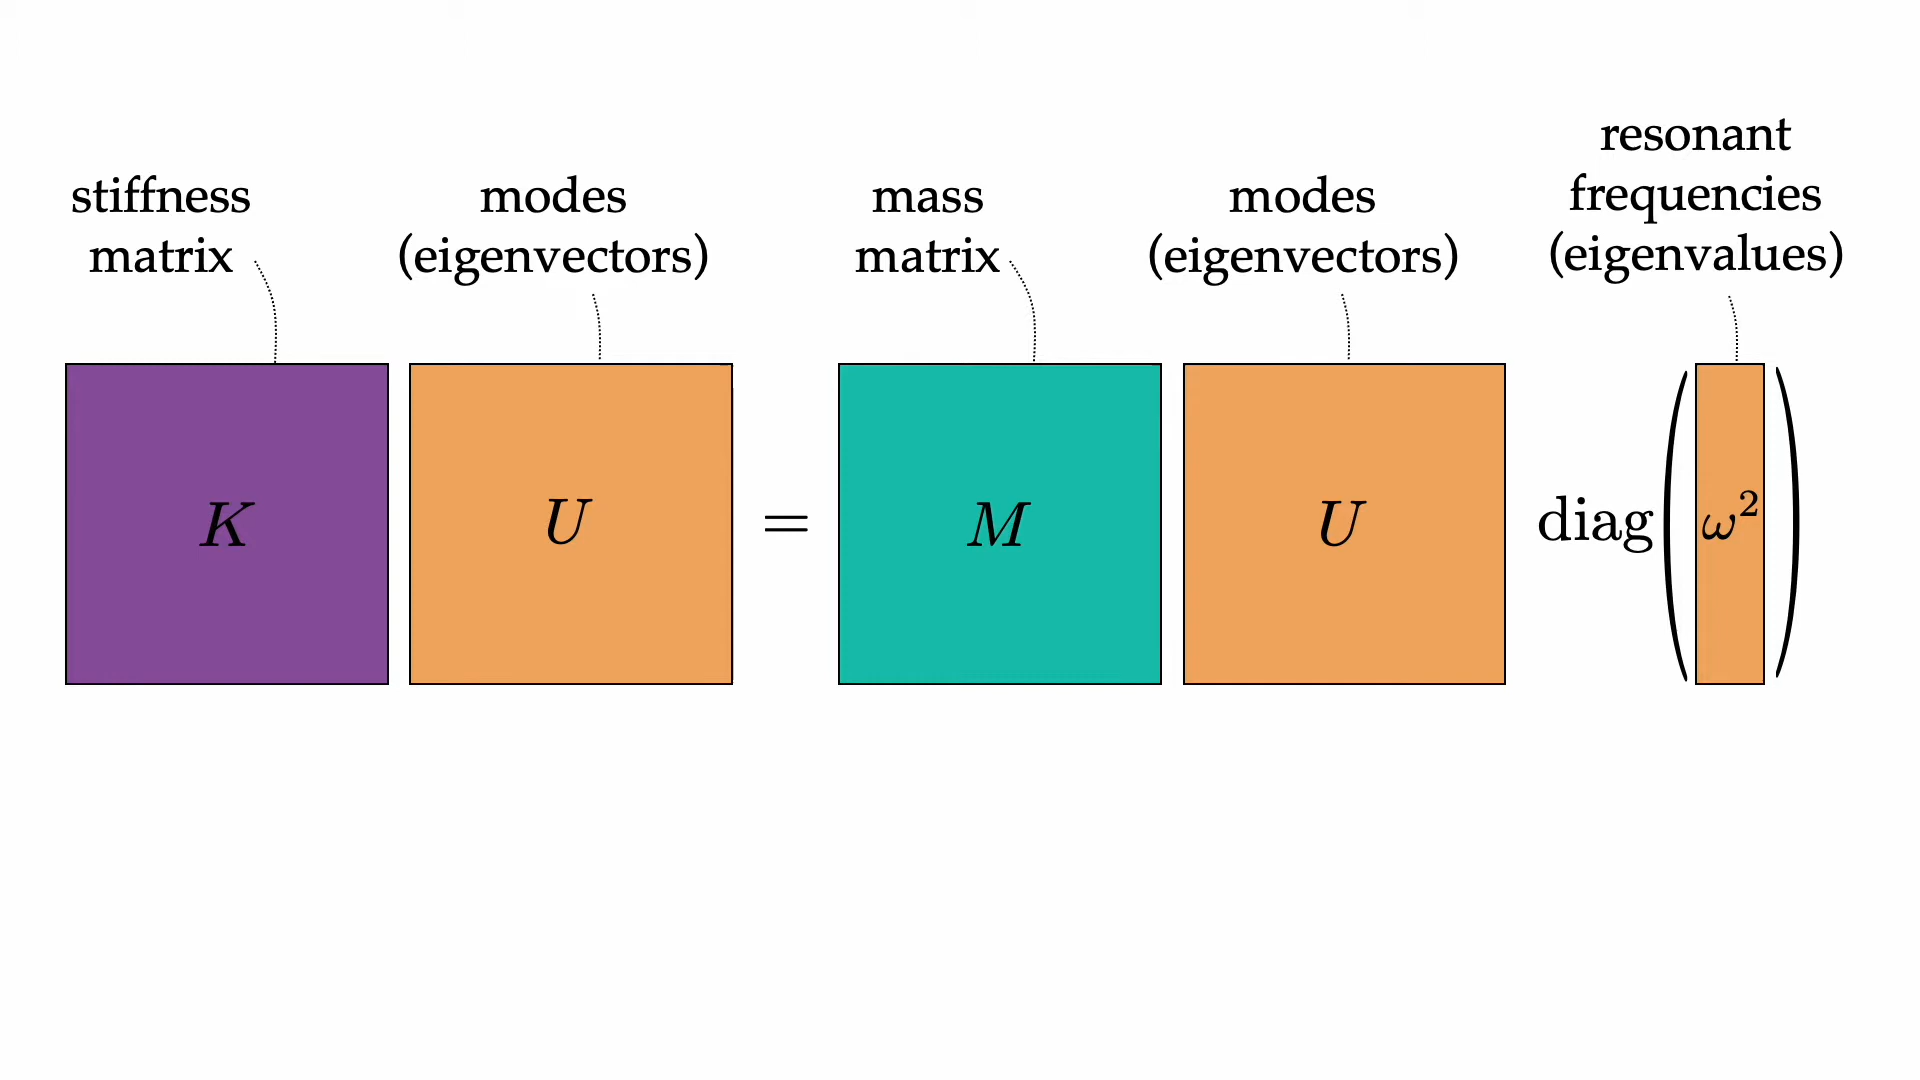 stiffness
matrix
modes
(eigenvectors)
mass
matrix
modes
(eigenvectors)
resonant
frequencies
(eigenvalues)
K U = M U diag(ω²)